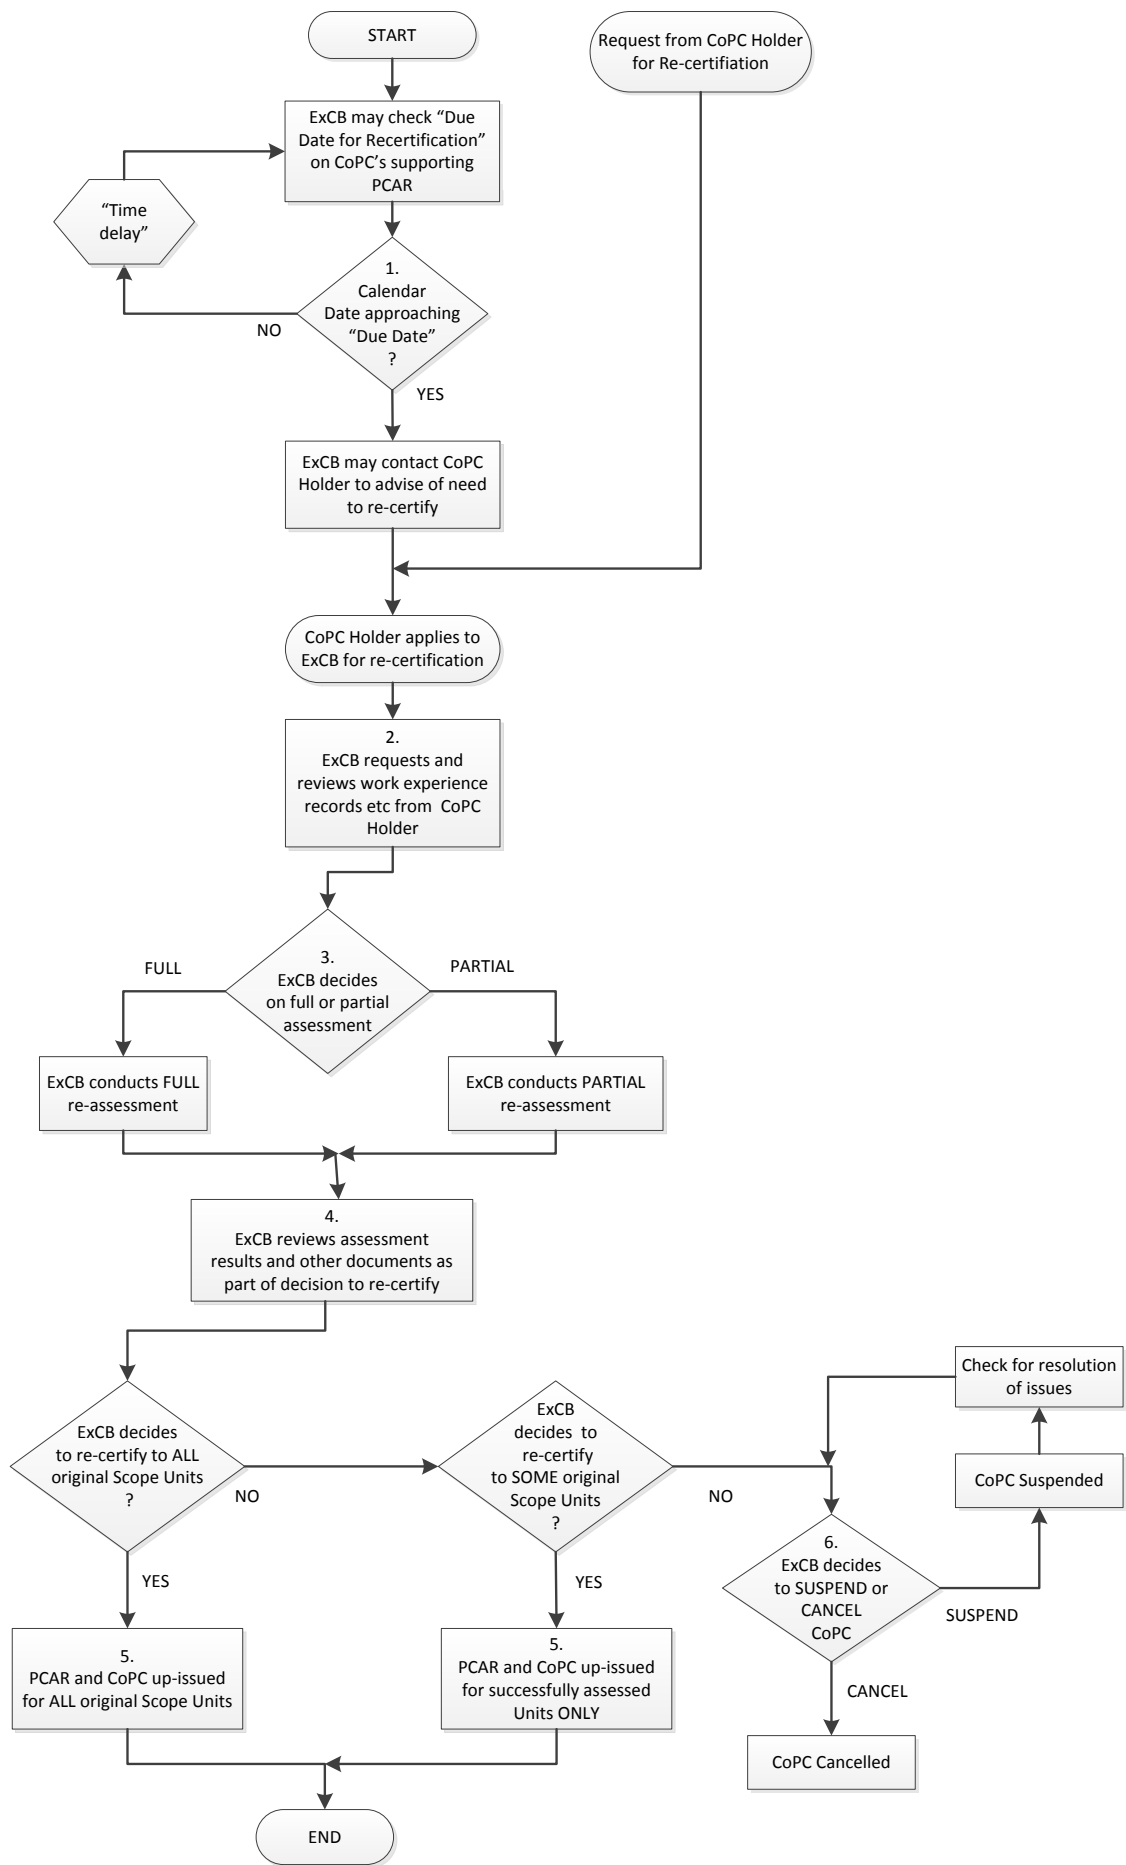 START
Request from CoPC Holder
for Re-certifiation
ExCB may check “Due
Date for Recertification”
on CoPC’s supporting
PCAR
“Time
delay”
1.
Calendar
Date approaching
“Due Date”
?
NO
YES
ExCB may contact CoPC
Holder to advise of need
to re-certify
CoPC Holder applies to
ExCB for re-certification
2.
ExCB requests and
reviews work experience
records etc from CoPC
Holder
3.
ExCB decides
on full or partial
assessment
FULL
PARTIAL
ExCB conducts FULL
re-assessment
ExCB conducts PARTIAL
re-assessment
4.
ExCB reviews assessment
results and other documents as
part of decision to re-certify
ExCB decides
to re-certify to ALL
original Scope Units
?
NO
YES
ExCB
decides to
re-certify
to SOME original
Scope Units
?
NO
YES
Check for resolution
of issues
CoPC Suspended
6.
ExCB decides
to SUSPEND or
CANCEL
CoPC
SUSPEND
CANCEL
5.
PCAR and CoPC up-issued
for ALL original Scope Units
5.
PCAR and CoPC up-issued
for successfully assessed
Units ONLY
CoPC Cancelled
END